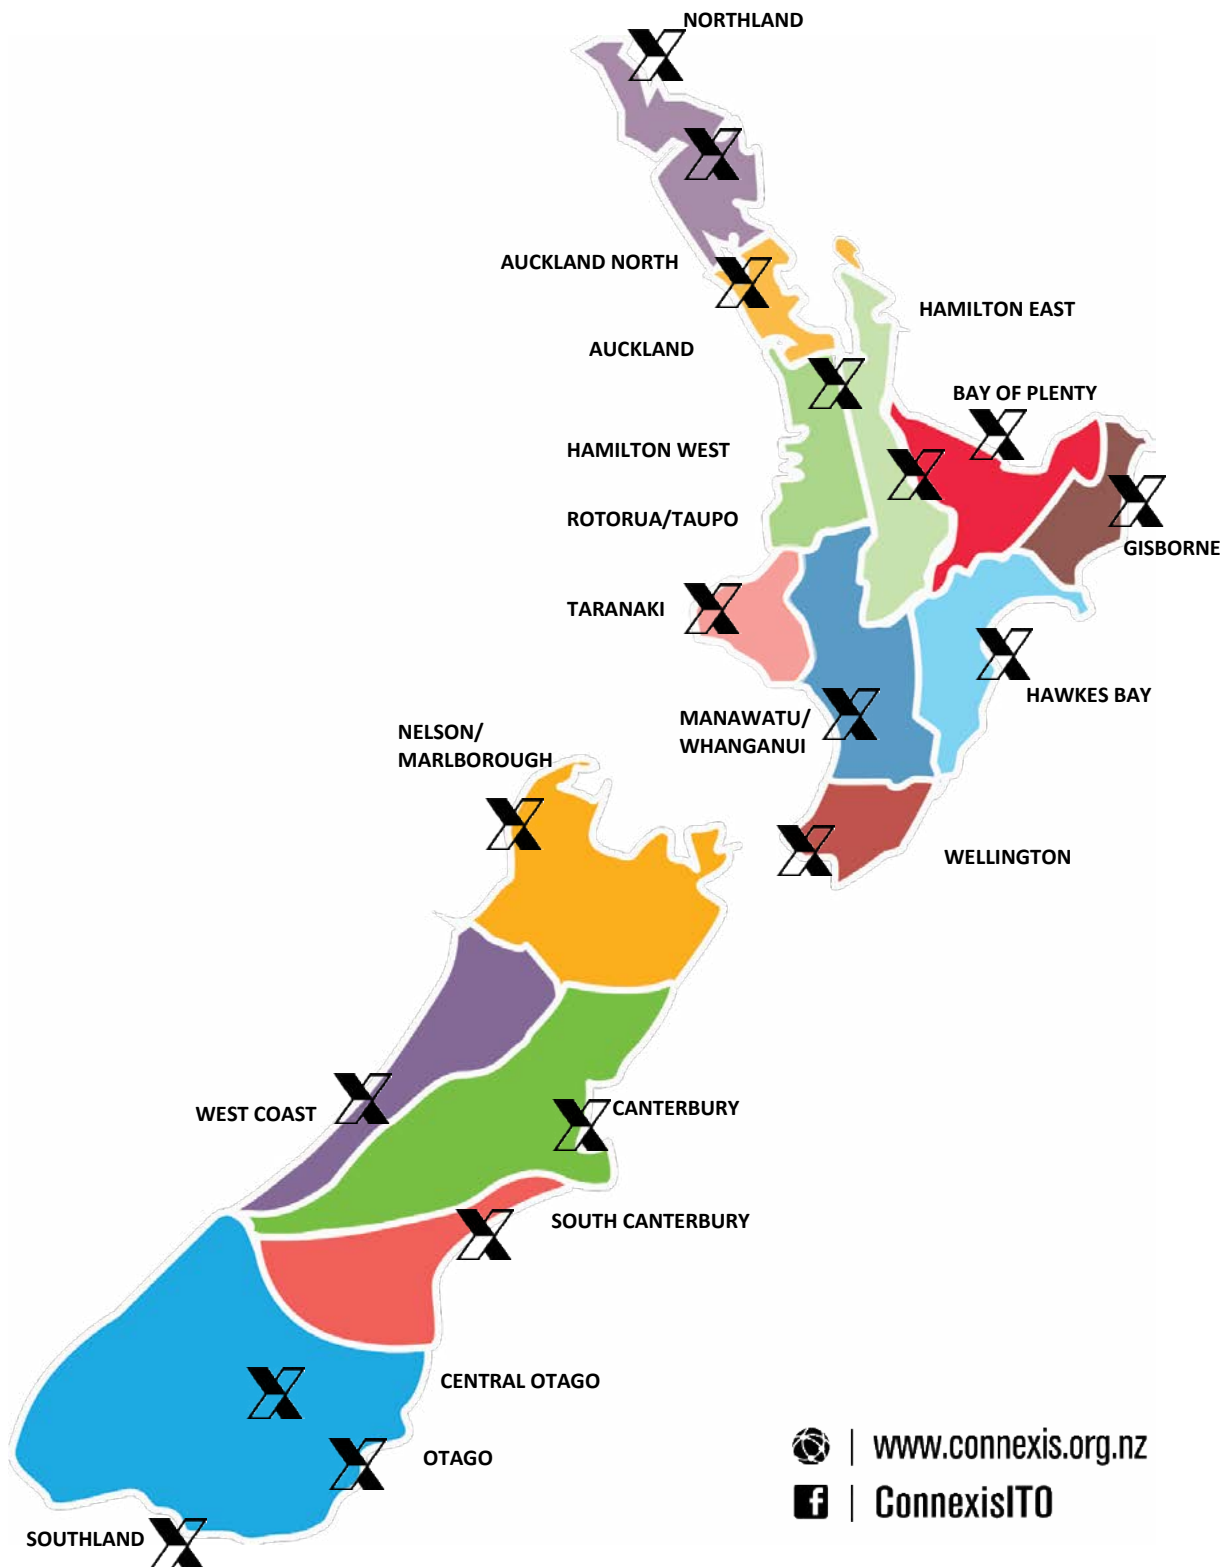 NORTHLAND
AUCKLAND NORTH
HAMILTON EAST
AUCKLAND
BAY OF PLENTY
HAMILTON WEST
ROTORUA/TAUPO
GISBORNE
TARANAKI
HAWKES BAY
MANAWATU/
WHANGANUI
NELSON/
MARLBOROUGH
WELLINGTON
WEST COAST
CANTERBURY
SOUTH CANTERBURY
CENTRAL OTAGO
OTAGO
SOUTHLAND
www.connexis.org.nz
ConnexisITO